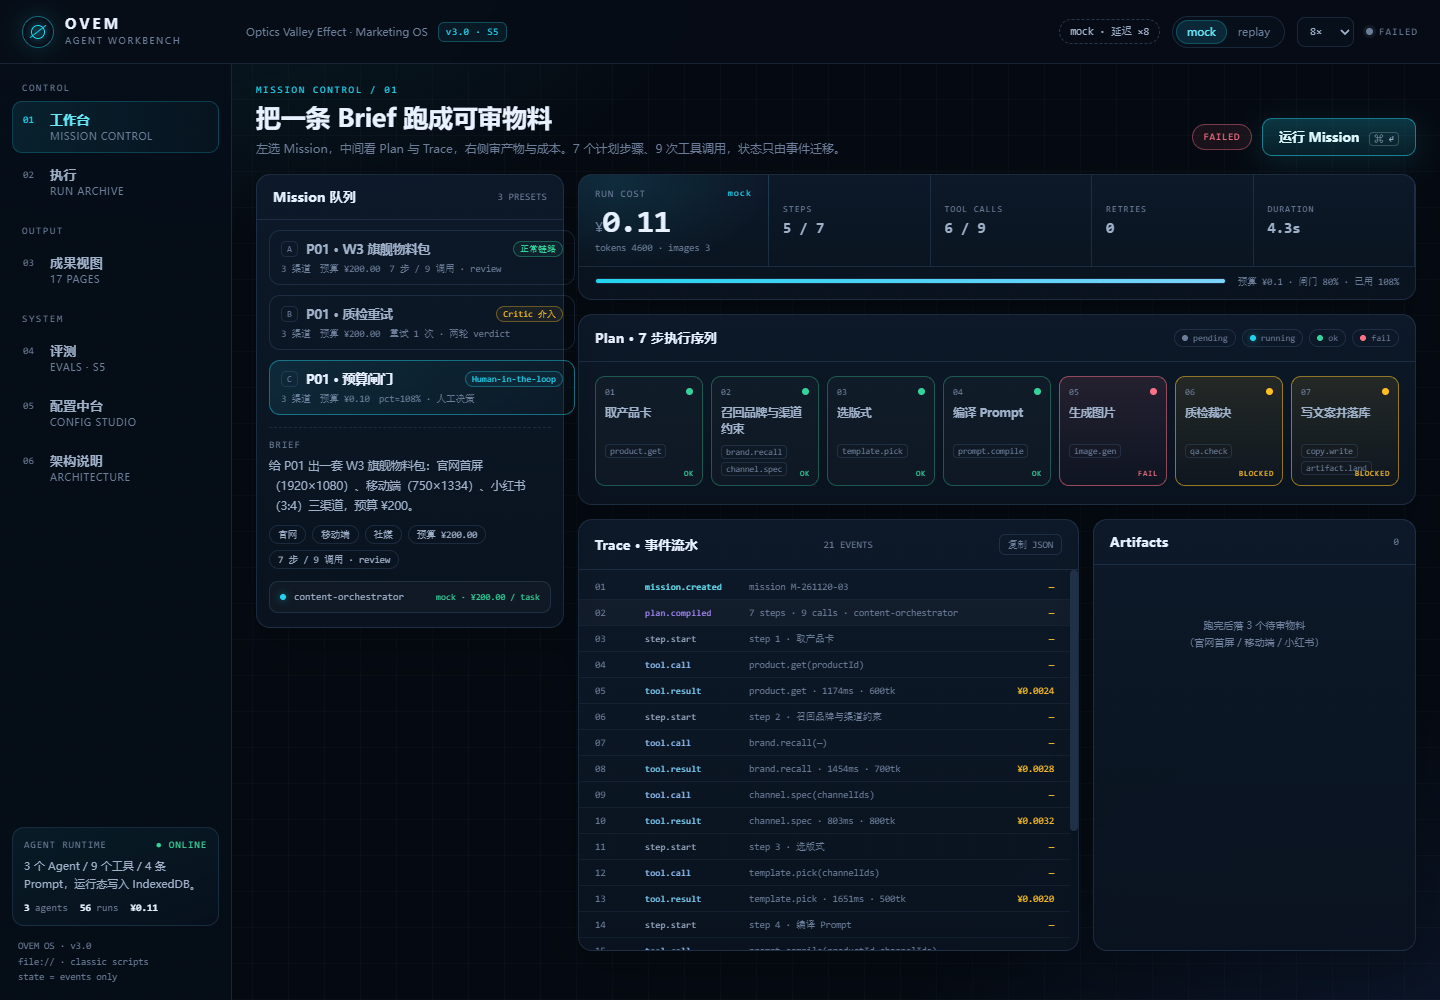 OVEM
AGENT WORKBENCH
Optics Valley Effect · Marketing OS
v3.0 · S5
mock · 延迟 ×8
mock
replay
8×
FAILED
CONTROL
01
工作台
MISSION CONTROL
02
执行
RUN ARCHIVE
OUTPUT
03
成果视图
17 PAGES
SYSTEM
04
评测
EVALS · S5
05
配置中台
CONFIG STUDIO
06
架构说明
ARCHITECTURE
AGENT RUNTIME
ONLINE
3 个 Agent / 9 个工具 / 4 条
Prompt，运行态写入 IndexedDB。
3 agents 56 runs ¥0.11
OVEM OS · v3.0
file:// · classic scripts
state = events only
MISSION CONTROL / 01
把一条 Brief 跑成可审物料
左选 Mission，中间看 Plan 与 Trace，右侧审产物与成本。7 个计划步骤、9 次工具调用，状态只由事件迁移。
FAILED
运行 Mission
⌘ ↵
Mission 队列
3 PRESETS
A
P01 · W3 旗舰物料包
正常链路
3 渠道 预算 ¥200.00 7 步 / 9 调用 · review
B
P01 · 质检重试
Critic 介入
3 渠道 预算 ¥200.00 重试 1 次 · 两轮 verdict
C
P01 · 预算闸门
Human-in-the-loop
3 渠道 预算 ¥0.10 pct=108% · 人工决策
BRIEF
给 P01 出一套 W3 旗舰物料包：官网首屏
（1920×1080）、移动端（750×1334）、小红书
（3:4）三渠道，预算 ¥200。
官网
移动端
社媒
预算 ¥200.00
7 步 / 9 调用 · review
content-orchestrator
mock · ¥200.00 / task
RUN COST
mock
¥0.11
tokens 4600 · images 3
STEPS
5 / 7
TOOL CALLS
6 / 9
RETRIES
0
DURATION
4.3s
预算 ¥0.1 · 闸门 80% · 已用 108%
Plan · 7 步执行序列
pending
running
ok
fail
01
取产品卡
product.get
OK
02
召回品牌与渠道
约束
brand.recall
channel.spec
OK
03
选版式
template.pick
OK
04
编译 Prompt
prompt.compile
OK
05
生成图片
image.gen
FAIL
06
质检裁决
qa.check
BLOCKED
07
写文案并落库
copy.write
artifact.land
BLOCKED
Trace · 事件流水
21 EVENTS
复制 JSON
01 mission.created mission M-261120-03 —
02 plan.compiled 7 steps · 9 calls · content-orchestrator —
03 step.start step 1 · 取产品卡 —
04 tool.call product.get(productId) —
05 tool.result product.get · 1174ms · 600tk ¥0.0024
06 step.start step 2 · 召回品牌与渠道约束 —
07 tool.call brand.recall(—) —
08 tool.result brand.recall · 1454ms · 700tk ¥0.0028
09 tool.call channel.spec(channelIds) —
10 tool.result channel.spec · 803ms · 800tk ¥0.0032
11 step.start step 3 · 选版式 —
12 tool.call template.pick(channelIds) —
13 tool.result template.pick · 1651ms · 500tk ¥0.0020
14 step.start step 4 · 编译 Prompt —
Artifacts
0
跑完后落 3 个待审物料
（官网首屏 / 移动端 / 小红书）